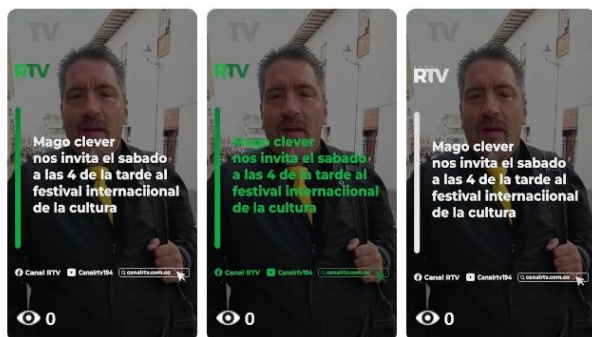 TV
RTV
Mago clever
nos invita el sabado
a las 4 de la tarde al
festival internaciional
de la cultura
Canal RTV Canalrtv194 canalrtv.com.co
0
TV
RTV
Mago clever
nos invita el sabado
a las 4 de la tarde al
festival internaciional
de la cultura
Canal RTV Canalrtv194 canalrtv.com.co
0
RTV
Mago clever
nos invita el sabado
a las 4 de la tarde al
festival internaciional
de la cultura
Canal RTV Canalrtv194 canalrtv.com.co
0